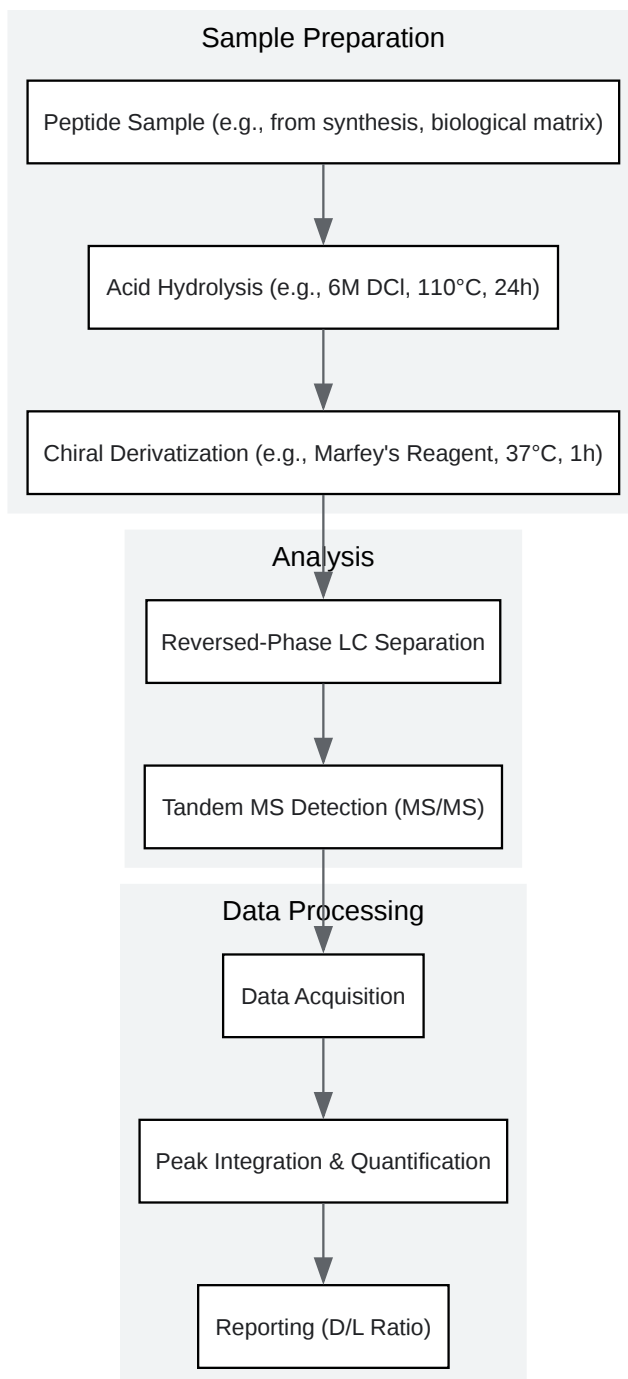 Sample Preparation
Peptide Sample (e.g., from synthesis, biological matrix)
Acid Hydrolysis (e.g., 6M DCl, 110°C, 24h)
Chiral Derivatization (e.g., Marfey's Reagent, 37°C, 1h)
Analysis
Reversed-Phase LC Separation
Tandem MS Detection (MS/MS)
Data Processing
Data Acquisition
Peak Integration & Quantification
Reporting (D/L Ratio)